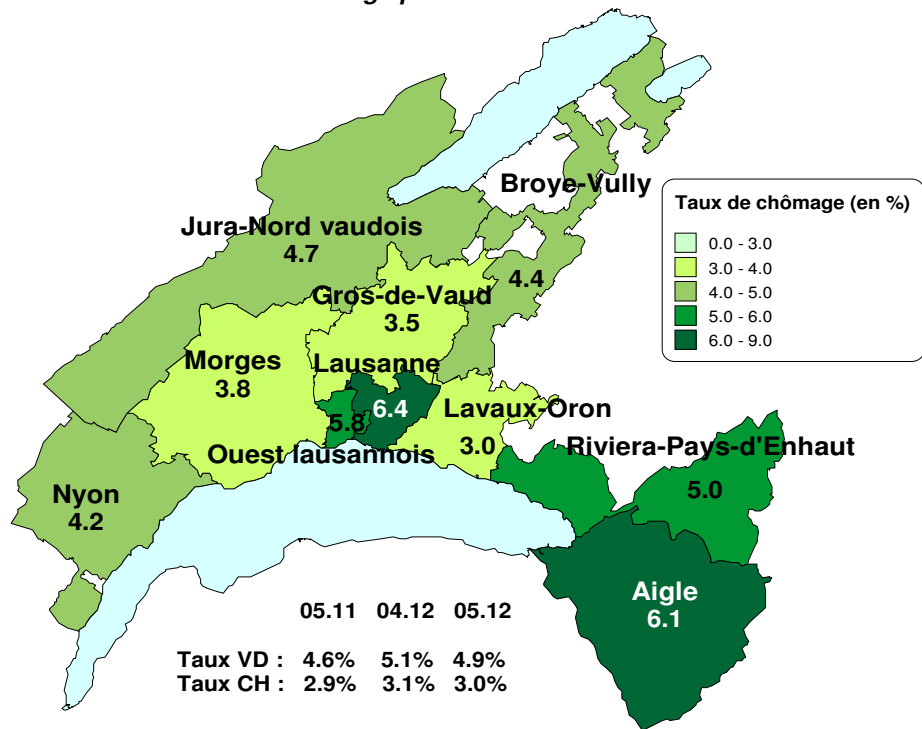 Broye-Vully
Taux de chômage (en %)
0.0 - 3.0
3.0 - 4.0
4.0 - 5.0
5.0 - 6.0
6.0 - 9.0
Jura-Nord vaudois
4.7
4.4
Gros-de-Vaud
3.5
Morges
3.8
Lausanne
6.4
5.8
Lavaux-Oron
3.0
Ouest lausannois
Riviera-Pays-d'Enhaut
5.0
Nyon
4.2
Aigle
6.1
05.11 04.12 05.12
Taux VD : 4.6% 5.1% 4.9%
Taux CH : 2.9% 3.1% 3.0%